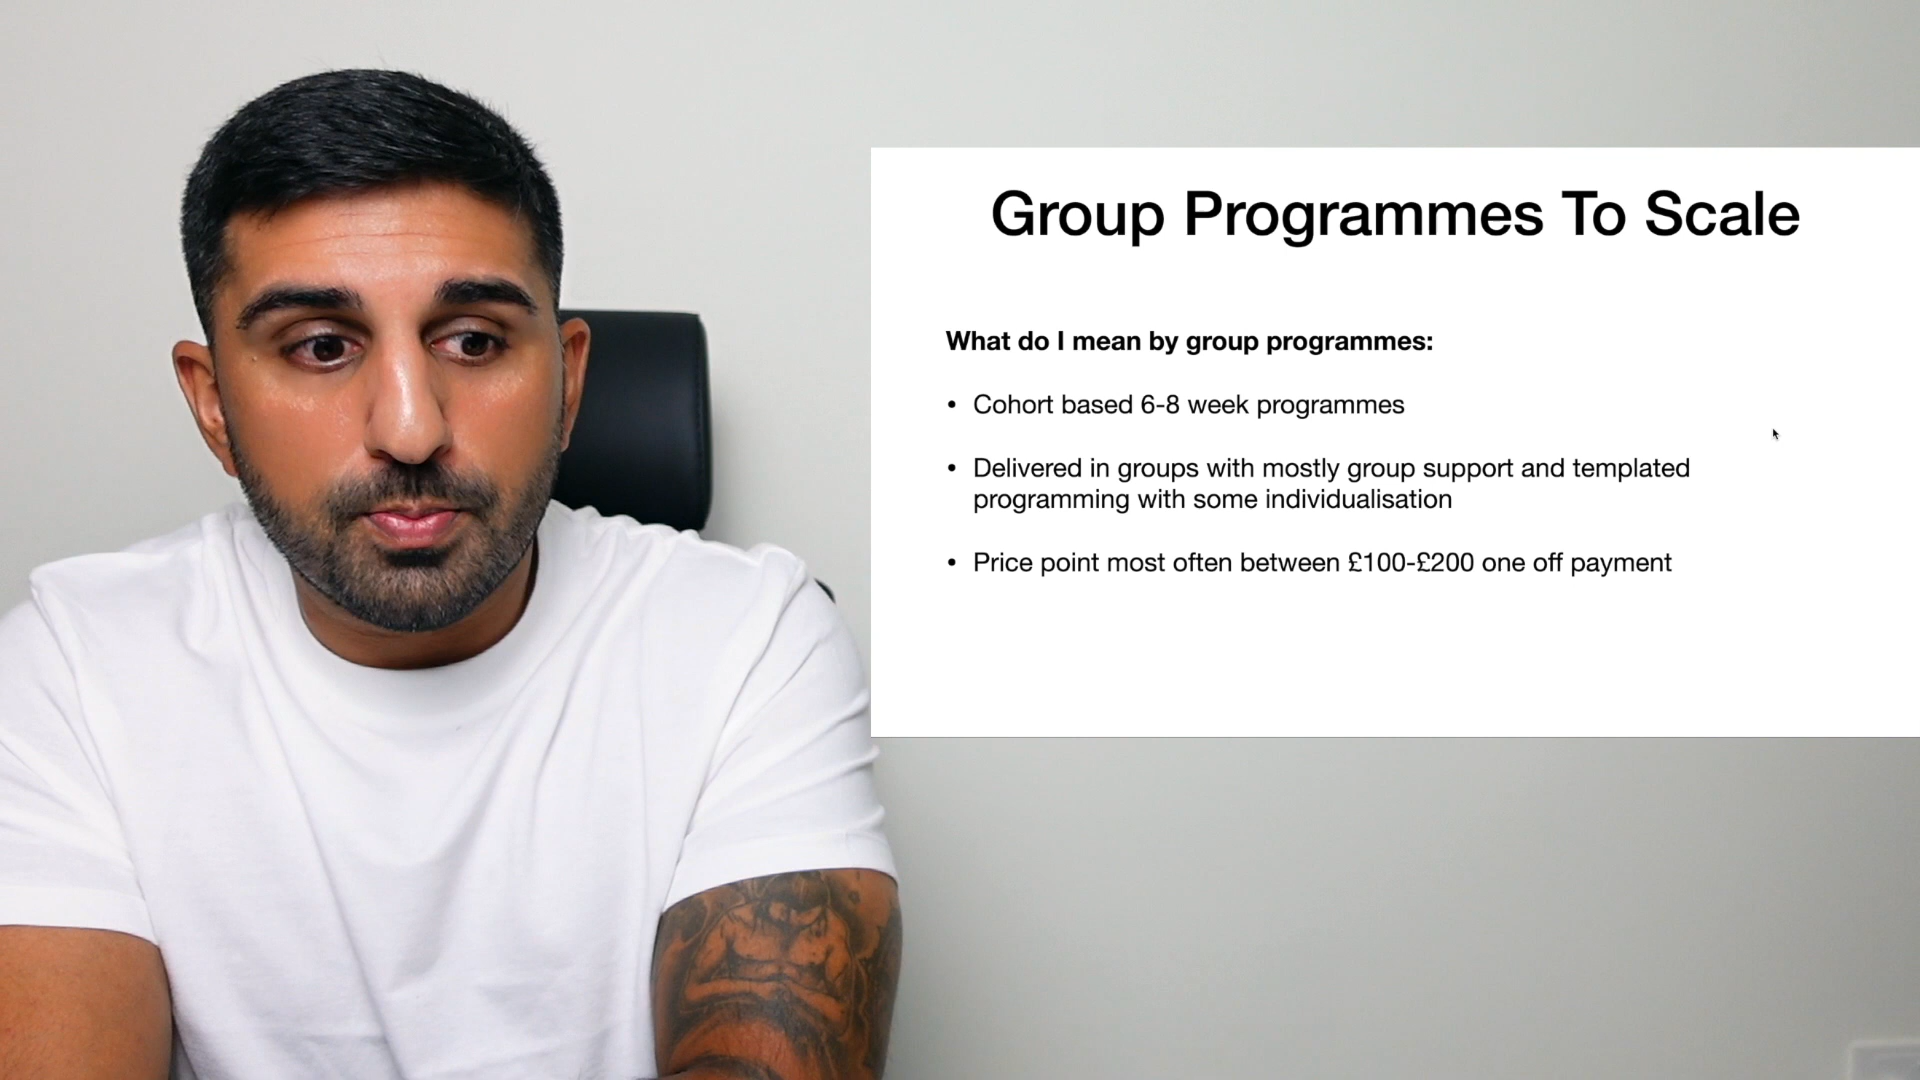 Group Programmes To Scale
What do I mean by group programmes:
• Cohort based 6-8 week programmes
• Delivered in groups with mostly group support and templated
programming with some individualisation
• Price point most often between £100-£200 one off payment